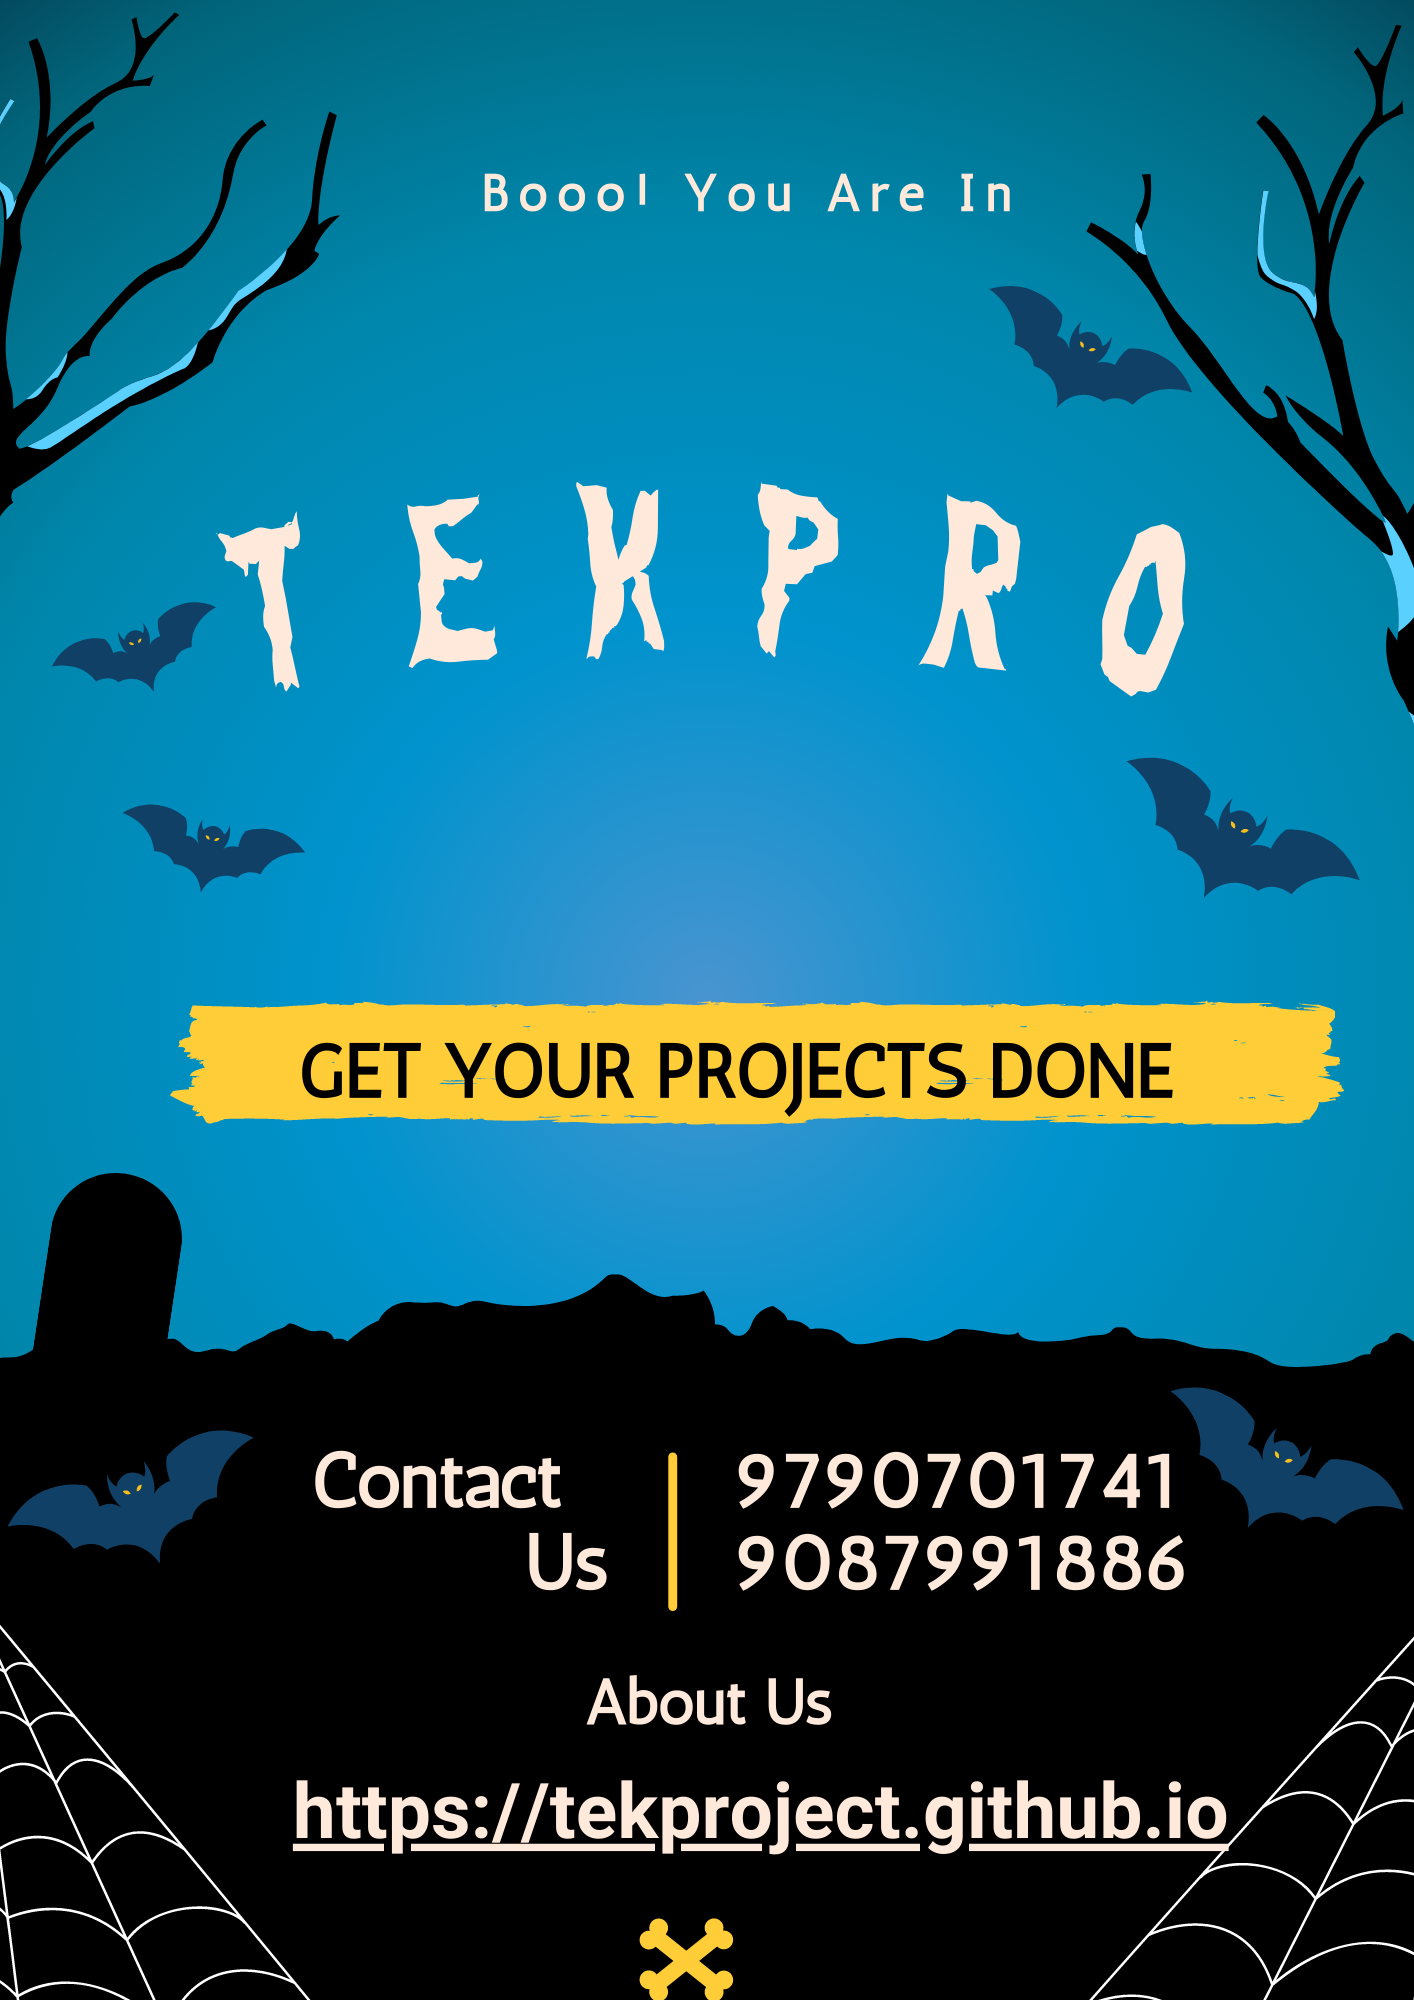 Booo! You Are In
TEKPRO
GET YOUR PROJECTS DONE
Contact
Us
9790701741
9087991886
About Us
https://tekproject.github.io